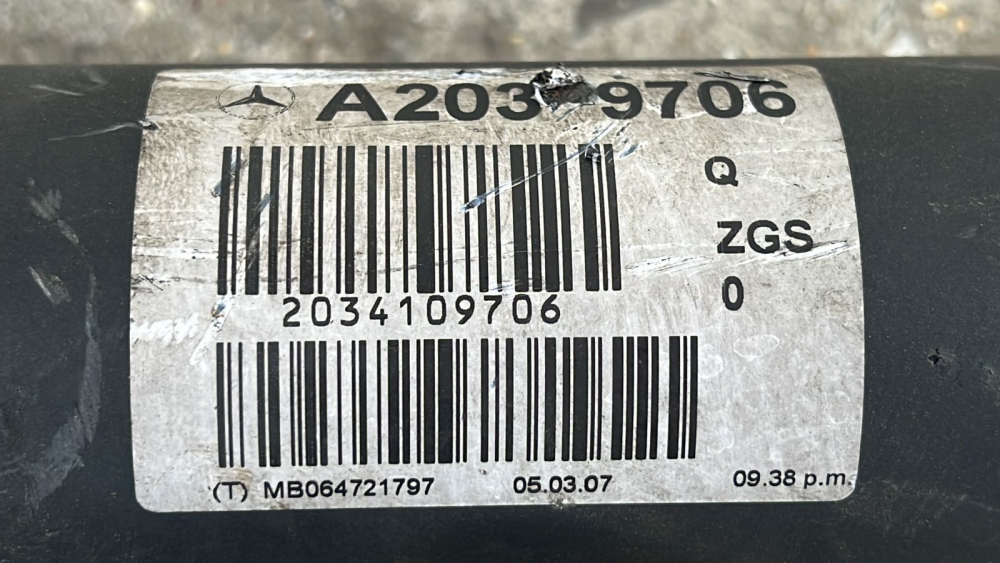 A203 9706
Q
ZGS
0
2034109706
(T) MB064721797 05.03.07 09.38 p.m.